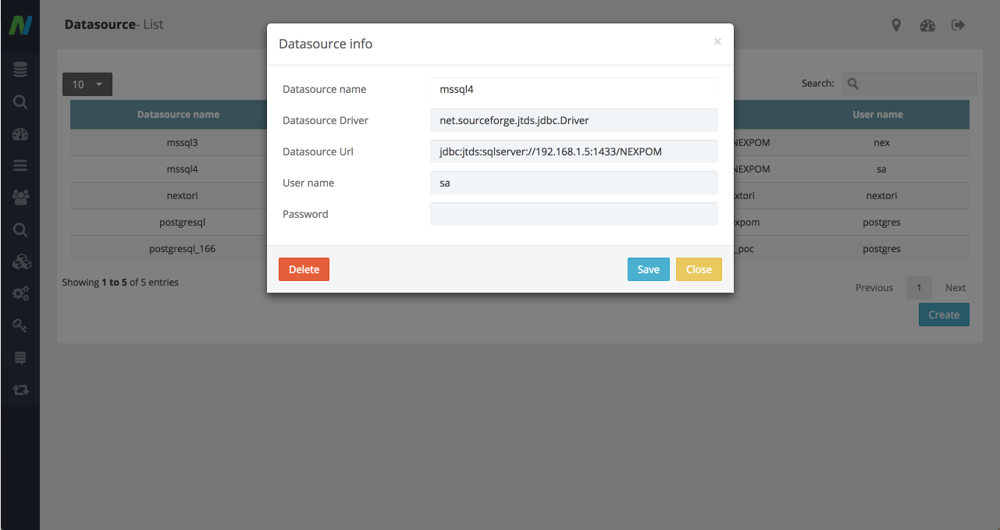 Datasource- List
Datasource info
×
Datasource name mssql4
Datasource Driver net.sourceforge.jtds.jdbc.Driver
Datasource Url jdbc:jtds:sqlserver://192.168.1.5:1433/NEXPOM
User name sa
Password
Delete Save Close
10 Search:
Datasource name User name
mssql3 NEXPOM nex
mssql4 NEXPOM sa
nextori xtori nextori
postgresql expom postgres
postgresql_166 _poc postgres
Showing 1 to 5 of 5 entries
Previous 1 Next
Create